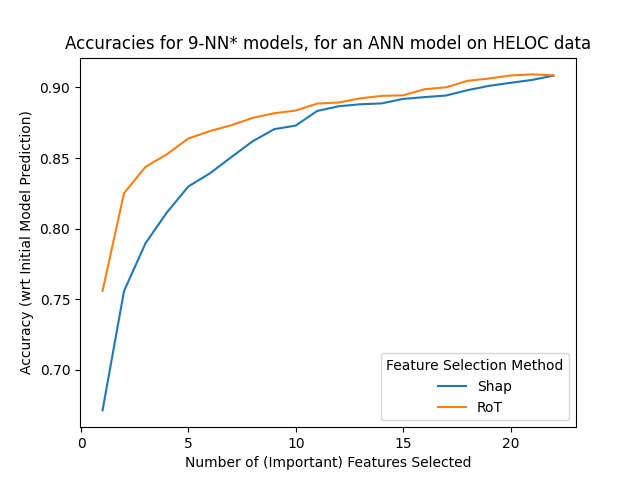 Accuracies for 9-NN* models, for an ANN model on HELOC data
Accuracy (wrt Initial Model Prediction)
0.90
0.85
0.80
0.75
0.70
Feature Selection Method
Shap
RoT
0 5 10 15 20
Number of (Important) Features Selected